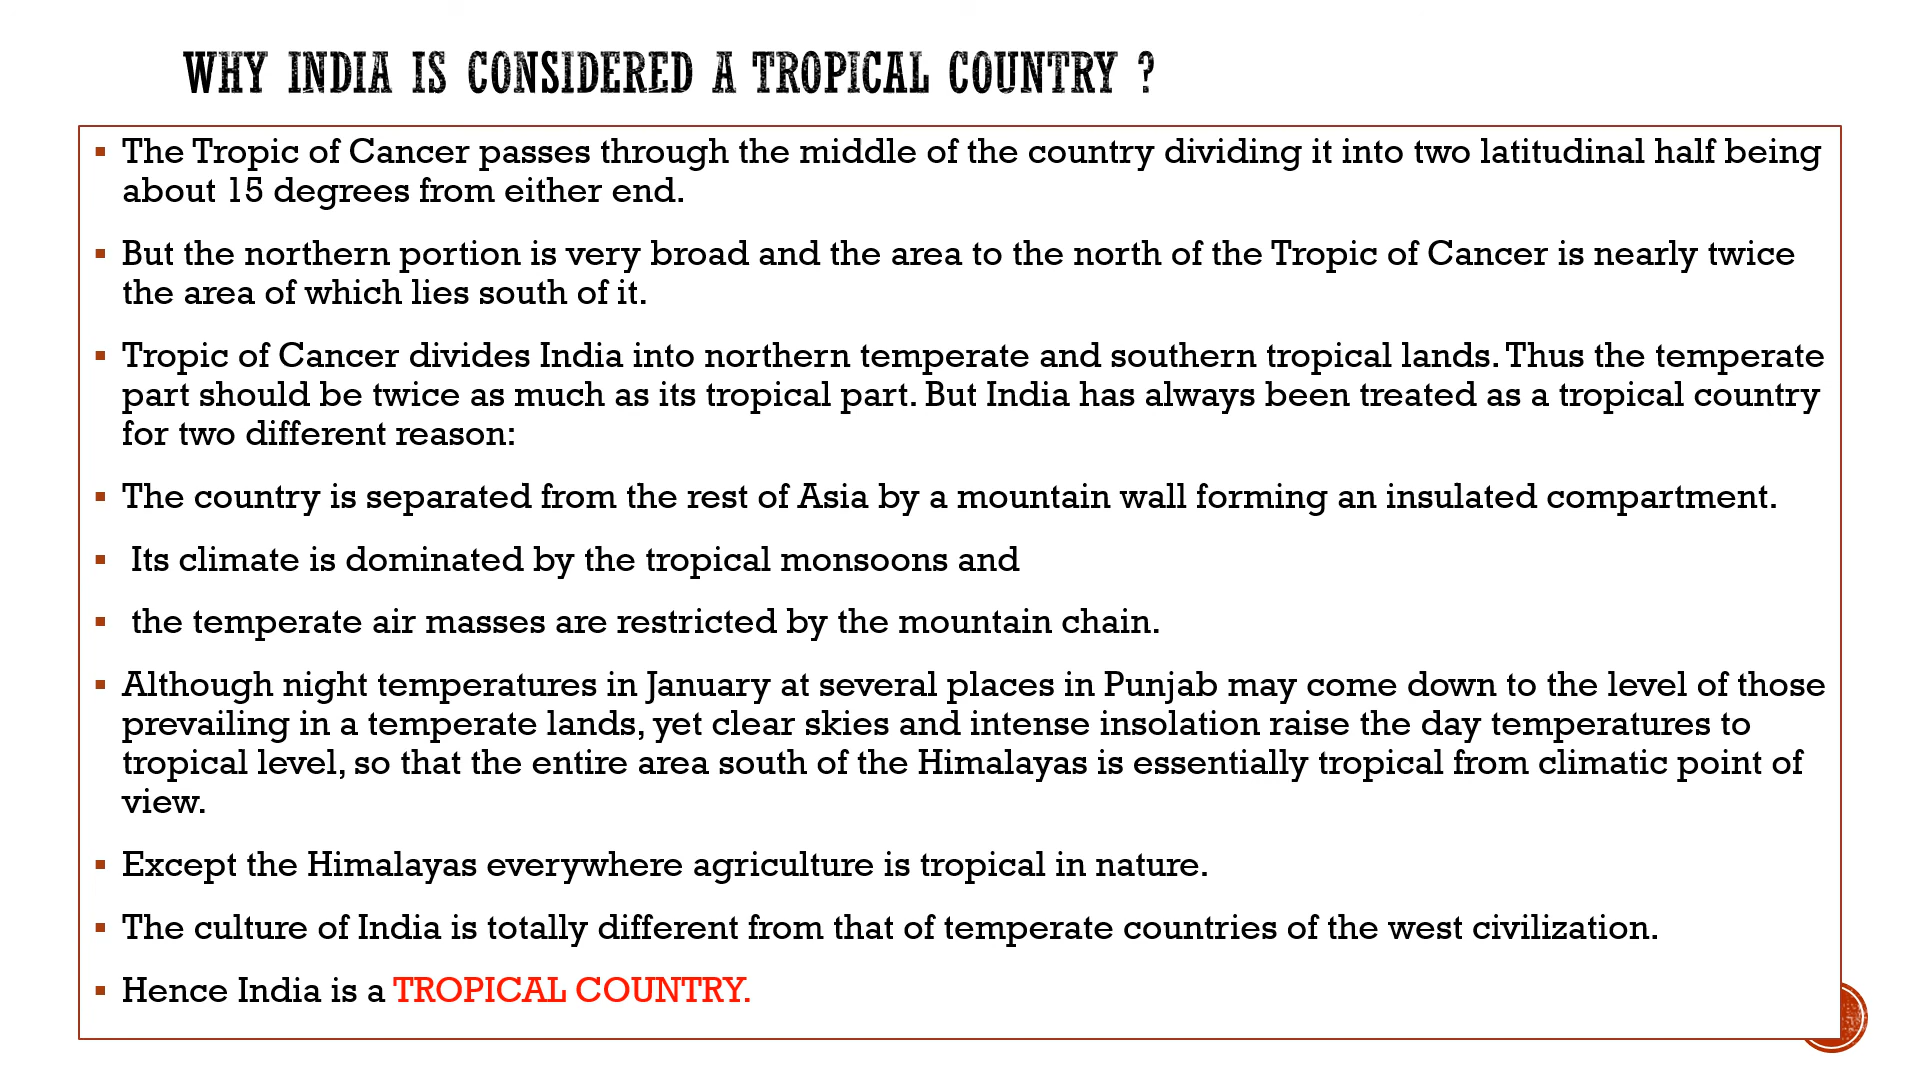 WHY INDIA IS CONSIDERED A TROPICAL COUNTRY ?
▪ The Tropic of Cancer passes through the middle of the country dividing it into two latitudinal half being
about 15 degrees from either end.
▪ But the northern portion is very broad and the area to the north of the Tropic of Cancer is nearly twice
the area of which lies south of it.
▪ Tropic of Cancer divides India into northern temperate and southern tropical lands. Thus the temperate
part should be twice as much as its tropical part. But India has always been treated as a tropical country
for two different reason:
▪ The country is separated from the rest of Asia by a mountain wall forming an insulated compartment.
▪ Its climate is dominated by the tropical monsoons and
▪ the temperate air masses are restricted by the mountain chain.
▪ Although night temperatures in January at several places in Punjab may come down to the level of those
prevailing in a temperate lands, yet clear skies and intense insolation raise the day temperatures to
tropical level, so that the entire area south of the Himalayas is essentially tropical from climatic point of
view.
▪ Except the Himalayas everywhere agriculture is tropical in nature.
▪ The culture of India is totally different from that of temperate countries of the west civilization.
▪ Hence India is a TROPICAL COUNTRY.